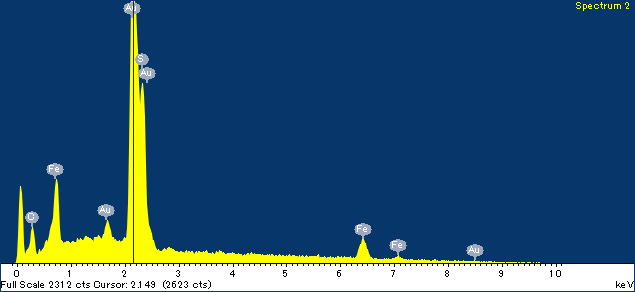 Spectrum 2
Au
S
Au
Fe
Au
C
Fe
Fe
Au
0 1 2 3 4 5 6 7 8 9 10
Full Scale 2312 cts Cursor: 2.149 (2623 cts) keV